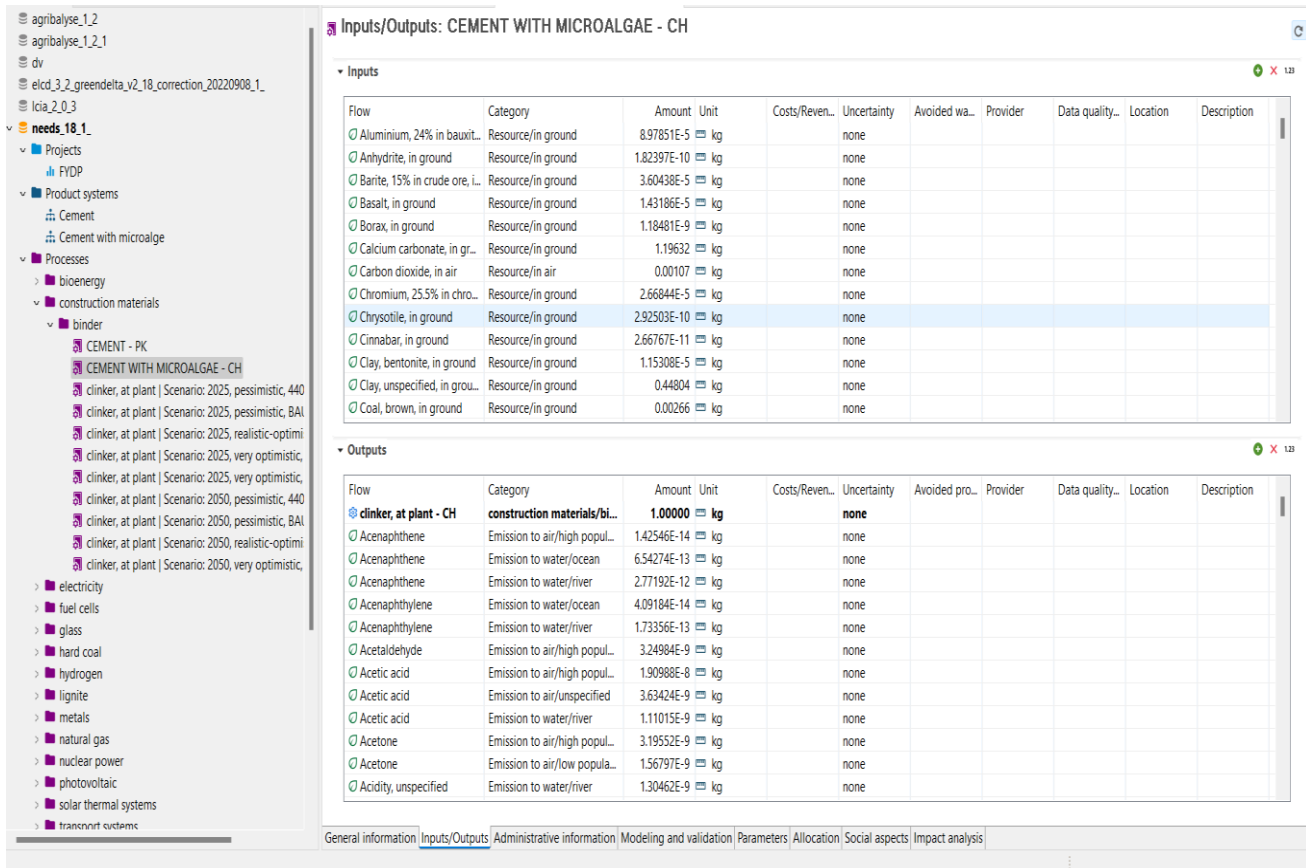 agribalyse_1_2
agribalyse_1_2_1
dv
elcd_3_2_greendelta_v2_18_correction_20220908_1_
lcia_2_0_3
needs_18_1_
Projects
FYDP
Product systems
Cement
Cement with microalge
Processes
bioenergy
construction materials
binder
CEMENT - PK
CEMENT WITH MICROALGAE - CH
clinker, at plant | Scenario: 2025, pessimistic, 440
clinker, at plant | Scenario: 2025, pessimistic, BAU
clinker, at plant | Scenario: 2025, realistic-optimi
clinker, at plant | Scenario: 2025, very optimistic,
clinker, at plant | Scenario: 2025, very optimistic,
clinker, at plant | Scenario: 2050, pessimistic, 440
clinker, at plant | Scenario: 2050, pessimistic, BAU
clinker, at plant | Scenario: 2050, realistic-optimi
clinker, at plant | Scenario: 2050, very optimistic,
electricity
fuel cells
glass
hard coal
hydrogen
lignite
metals
natural gas
nuclear power
photovoltaic
solar thermal systems
transport systems
Inputs/Outputs: CEMENT WITH MICROALGAE - CH
Inputs 1.23
Flow Category Amount Unit Costs/Reven... Uncertainty Avoided wa... Provider Data quality... Location Description
Aluminium, 24% in bauxit... Resource/in ground 8.97851E-5 kg none
Anhydrite, in ground Resource/in ground 1.82397E-10 kg none
Barite, 15% in crude ore, i... Resource/in ground 3.60438E-5 kg none
Basalt, in ground Resource/in ground 1.43186E-5 kg none
Borax, in ground Resource/in ground 1.18481E-9 kg none
Calcium carbonate, in gr... Resource/in ground 1.19632 kg none
Carbon dioxide, in air Resource/in air 0.00107 kg none
Chromium, 25.5% in chro... Resource/in ground 2.66844E-5 kg none
Chrysotile, in ground Resource/in ground 2.92503E-10 kg none
Cinnabar, in ground Resource/in ground 2.66767E-11 kg none
Clay, bentonite, in ground Resource/in ground 1.15308E-5 kg none
Clay, unspecified, in grou... Resource/in ground 0.44804 kg none
Coal, brown, in ground Resource/in ground 0.00266 kg none
Outputs 1.23
Flow Category Amount Unit Costs/Reven... Uncertainty Avoided pro... Provider Data quality... Location Description
clinker, at plant - CH construction materials/bi... 1.00000 kg none
Acenaphthene Emission to air/high popul... 1.42546E-14 kg none
Acenaphthene Emission to water/ocean 6.54274E-13 kg none
Acenaphthene Emission to water/river 2.77192E-12 kg none
Acenaphthylene Emission to water/ocean 4.09184E-14 kg none
Acenaphthylene Emission to water/river 1.73356E-13 kg none
Acetaldehyde Emission to air/high popul... 3.24984E-9 kg none
Acetic acid Emission to air/high popul... 1.90988E-8 kg none
Acetic acid Emission to air/unspecified 3.63424E-9 kg none
Acetic acid Emission to water/river 1.11015E-9 kg none
Acetone Emission to air/high popul... 3.19552E-9 kg none
Acetone Emission to air/low popula... 1.56797E-9 kg none
Acidity, unspecified Emission to water/river 1.30462E-9 kg none
General information Inputs/Outputs Administrative information Modeling and validation Parameters Allocation Social aspects Impact analysis